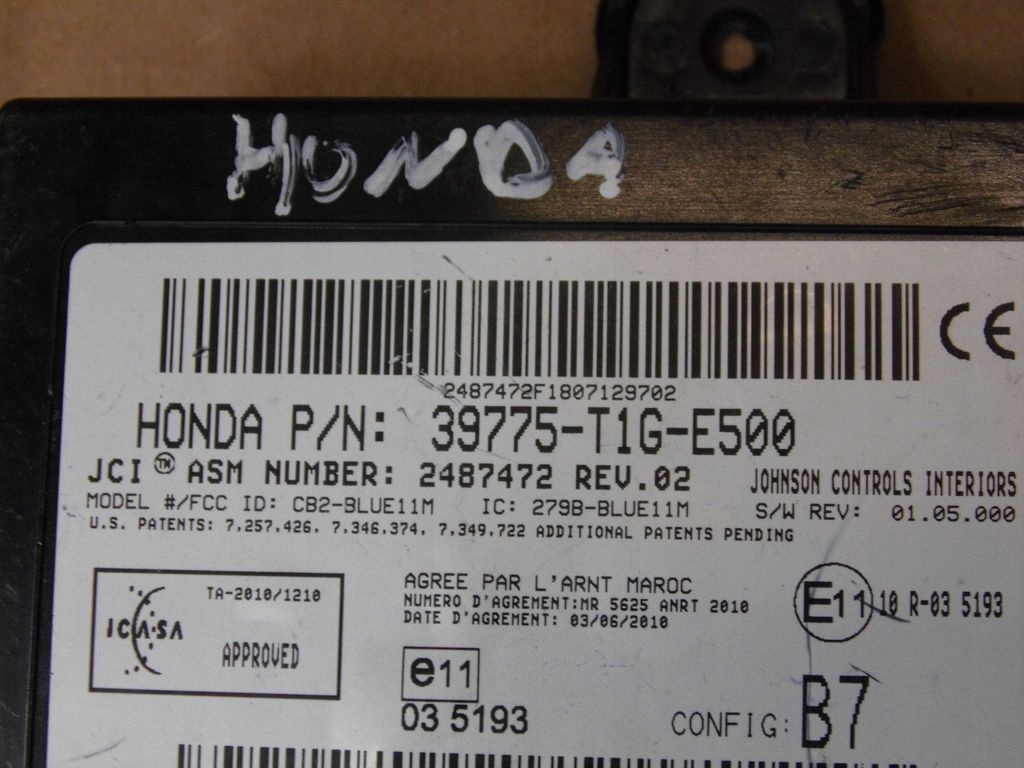 HONDA
CE
2487472F1807129702
HONDA P/N: 39775-T1G-E500
JCI™ ASM NUMBER: 2487472 REV.02
JOHNSON CONTROLS INTERIORS
MODEL #/FCC ID: CB2-BLUE11M IC: 279B-BLUE11M
S/W REV: 01.05.000
U.S. PATENTS: 7,257,426, 7,346,374, 7,349,722 ADDITIONAL PATENTS PENDING
TA-2010/1210
ICASA
APPROVED
AGREE PAR L'ARNT MAROC
NUMERO D'AGREMENT:MR 5625 ANRT 2010
DATE D'AGREMENT: 03/06/2010
E11 10 R-03 5193
e11
03 5193
CONFIG: B7